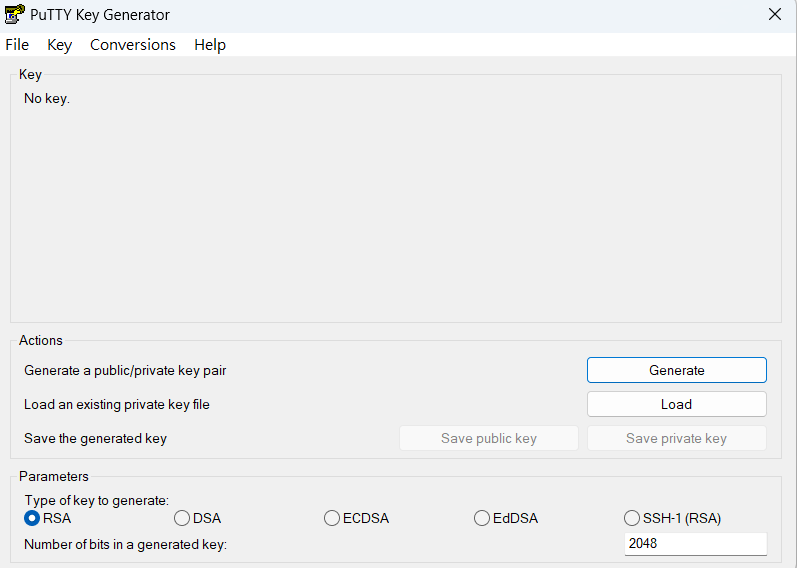 PuTTY Key Generator
File Key Conversions Help
Key
No key.
Actions
Generate a public/private key pair Generate
Load an existing private key file Load
Save the generated key Save public key Save private key
Parameters
Type of key to generate:
RSA DSA ECDSA EdDSA SSH-1 (RSA)
Number of bits in a generated key: 2048